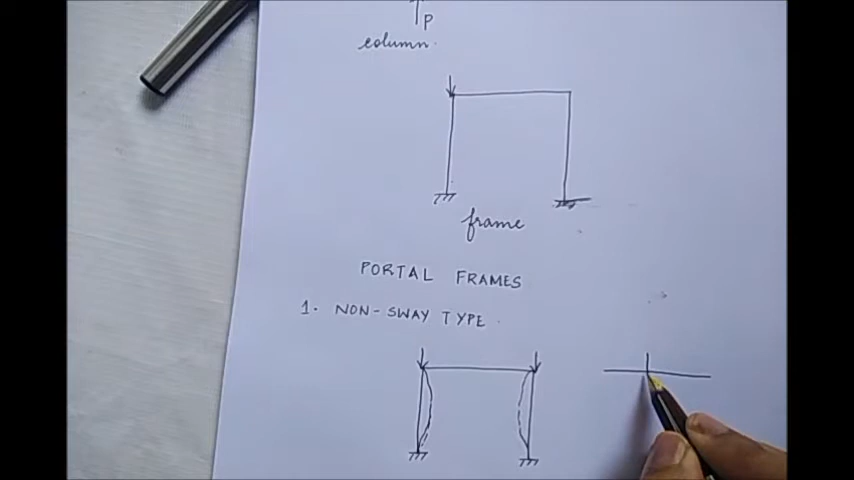 P
column.
frame
PORTAL FRAMES
1. NON-SWAY TYPE